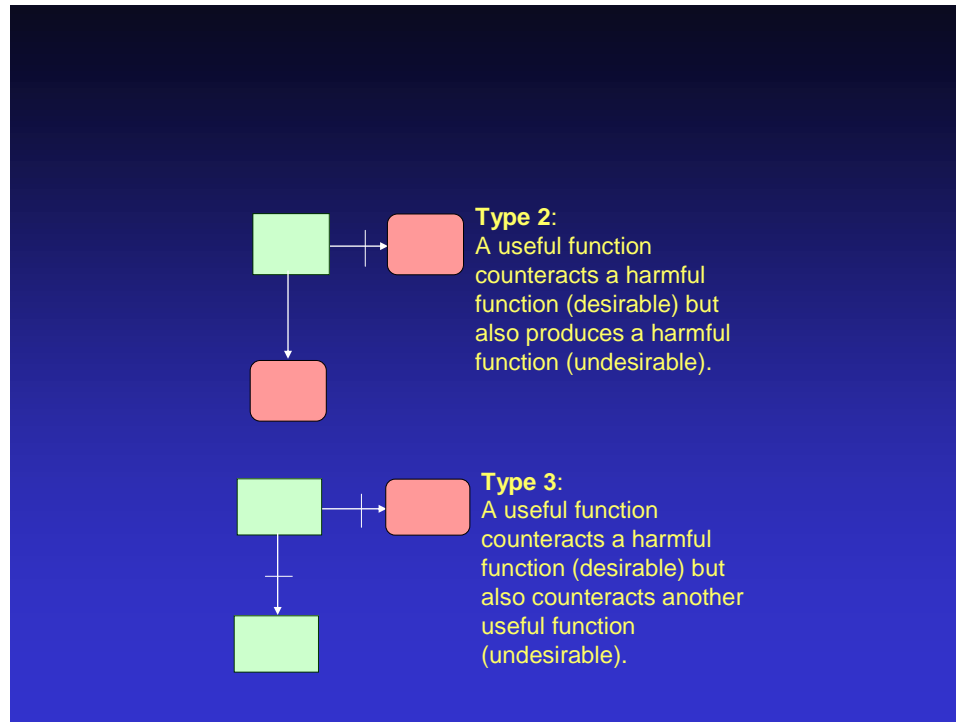 Type 2:
A useful function
counteracts a harmful
function (desirable) but
also produces a harmful
function (undesirable).
Type 3:
A useful function
counteracts a harmful
function (desirable) but
also counteracts another
useful function
(undesirable).